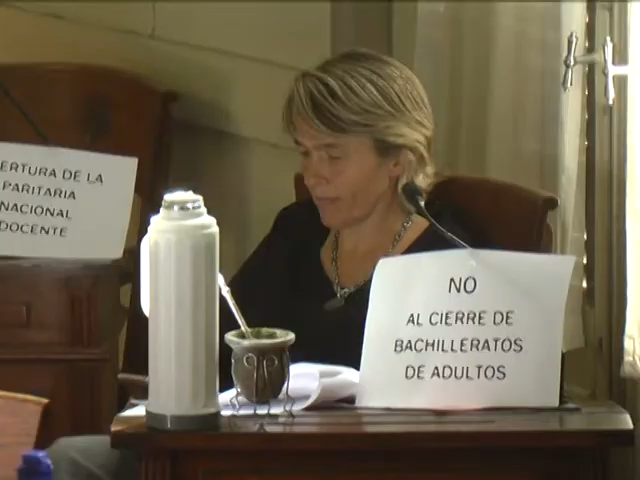 ERTURA DE LA
PARITARIA
NACIONAL
DOCENTE
NO
AL CIERRE DE
BACHILLERATOS
DE ADULTOS